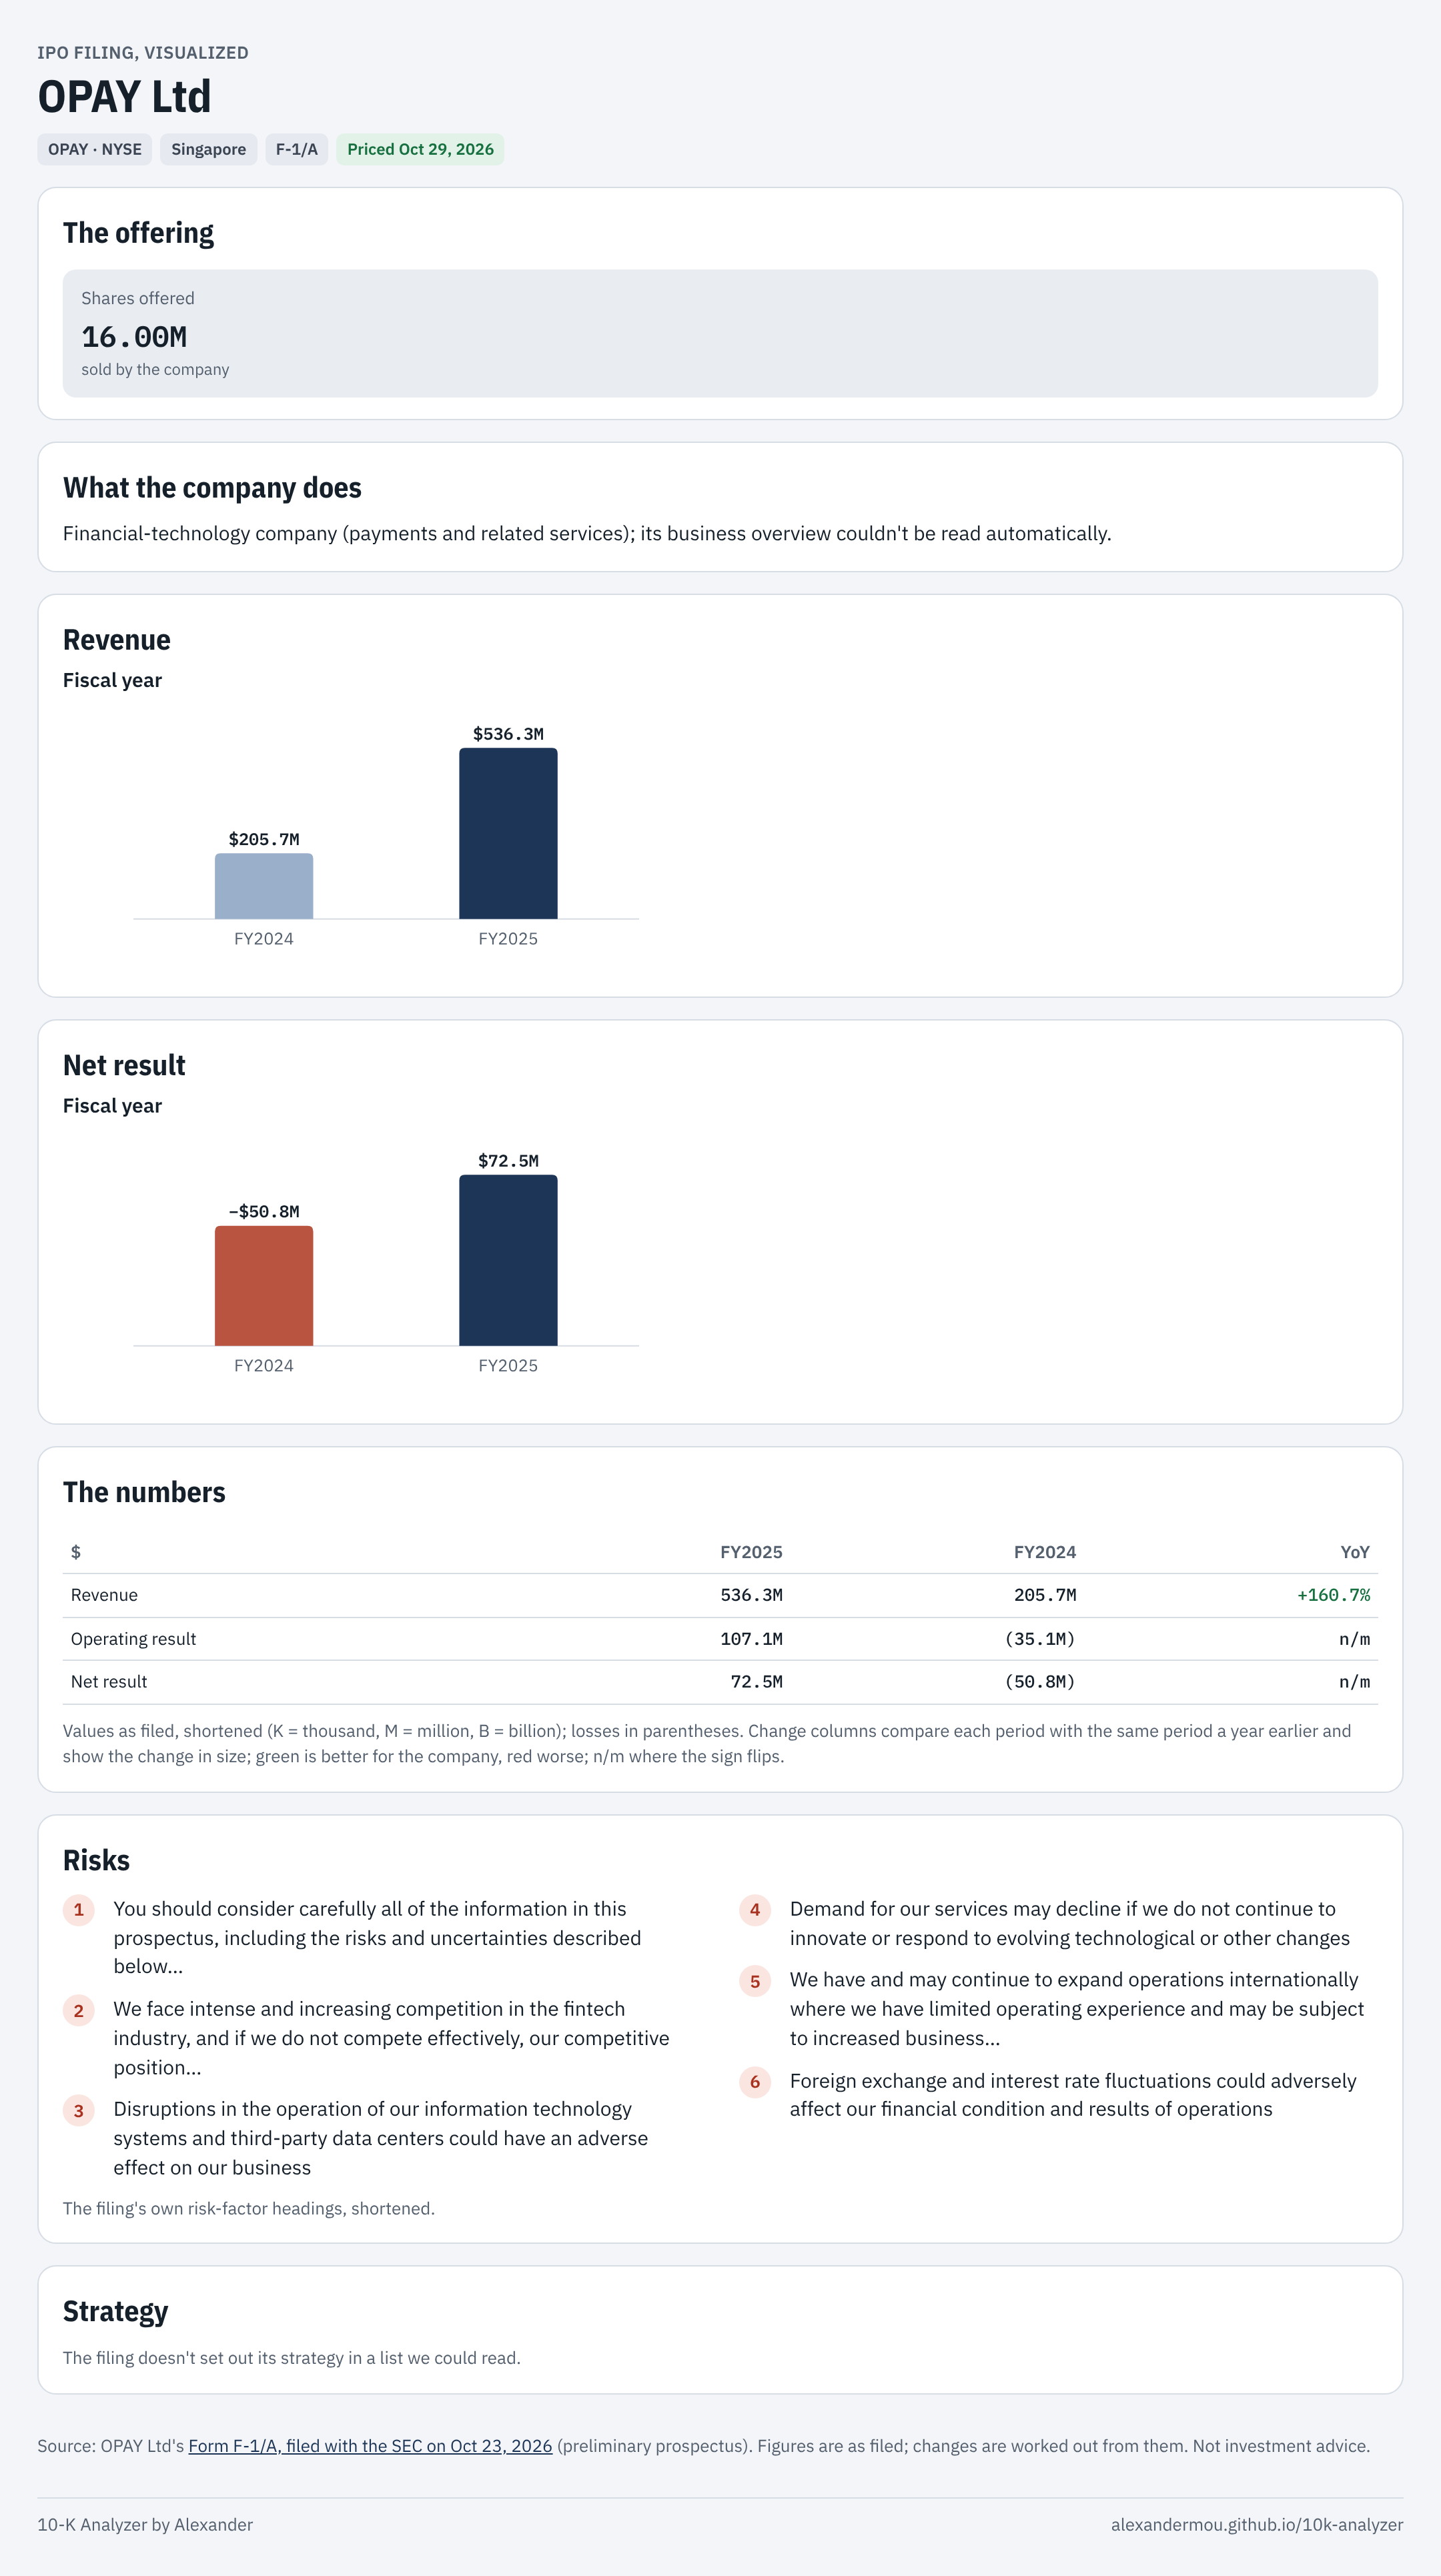 IPO FILING, VISUALIZED
OPAY Ltd
OPAY · NYSE
Singapore
F-1/A
Priced Oct 29, 2026
The offering
Shares offered
16.00M
sold by the company
What the company does
Financial-technology company (payments and related services); its business overview couldn't be read automatically.
Revenue
Fiscal year
$205.7M
$536.3M
FY2024
FY2025
Net result
Fiscal year
−$50.8M
$72.5M
FY2024
FY2025
The numbers
$ FY2025 FY2024 YoY
Revenue 536.3M 205.7M +160.7%
Operating result 107.1M (35.1M) n/m
Net result 72.5M (50.8M) n/m
Values as filed, shortened (K = thousand, M = million, B = billion); losses in parentheses. Change columns compare each period with the same period a year earlier and
show the change in size; green is better for the company, red worse; n/m where the sign flips.
Risks
1 You should consider carefully all of the information in this
prospectus, including the risks and uncertainties described
below...
2 We face intense and increasing competition in the fintech
industry, and if we do not compete effectively, our competitive
position...
3 Disruptions in the operation of our information technology
systems and third-party data centers could have an adverse
effect on our business
4 Demand for our services may decline if we do not continue to
innovate or respond to evolving technological or other changes
5 We have and may continue to expand operations internationally
where we have limited operating experience and may be subject
to increased business...
6 Foreign exchange and interest rate fluctuations could adversely
affect our financial condition and results of operations
The filing's own risk-factor headings, shortened.
Strategy
The filing doesn't set out its strategy in a list we could read.
Source: OPAY Ltd's Form F-1/A, filed with the SEC on Oct 23, 2026 (preliminary prospectus). Figures are as filed; changes are worked out from them. Not investment advice.
10-K Analyzer by Alexander
alexandermou.github.io/10k-analyzer